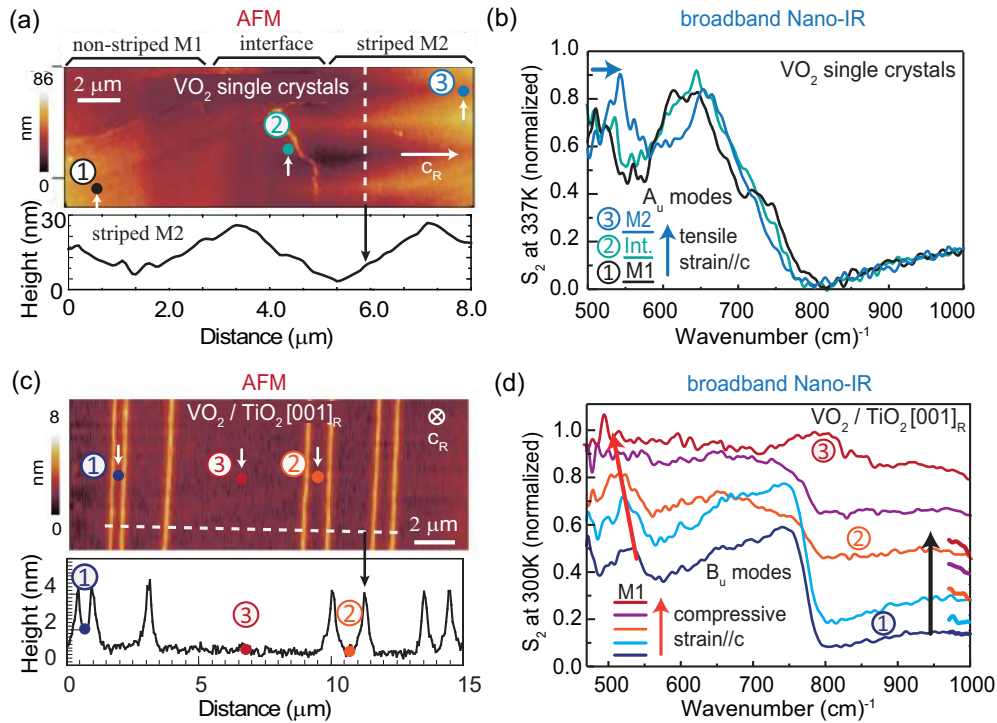 (a)
AFM
non-striped M1
interface
striped M2
86
nm
0
2 μm
VO2 single crystals
1
2
3
cR
30
15
0
Height (nm)
striped M2
0
2.0
4.0
6.0
8.0
Distance (μm)
(b)
broadband Nano-IR
VO2 single crystals
1.0
0.8
0.6
0.4
0.2
0.0
S2 at 337K (normalized)
Au modes
3 M2
2 Int.
1 M1
tensile
strain//c
500
600
700
800
900
1000
Wavenumber (cm)-1
(c)
AFM
8
nm
0
VO2 / TiO2 [001]R
cR
1
3
2
2 μm
Height (nm)
4
2
0
1
3
2
0
5
10
15
Distance (μm)
(d)
broadband Nano-IR
VO2 / TiO2 [001]R
1.0
0.8
0.6
0.4
0.2
0.0
S2 at 300K (normalized)
3
2
1
Bu modes
M1
compressive
strain//c
500
600
700
800
900
1000
Wavenumber (cm)-1